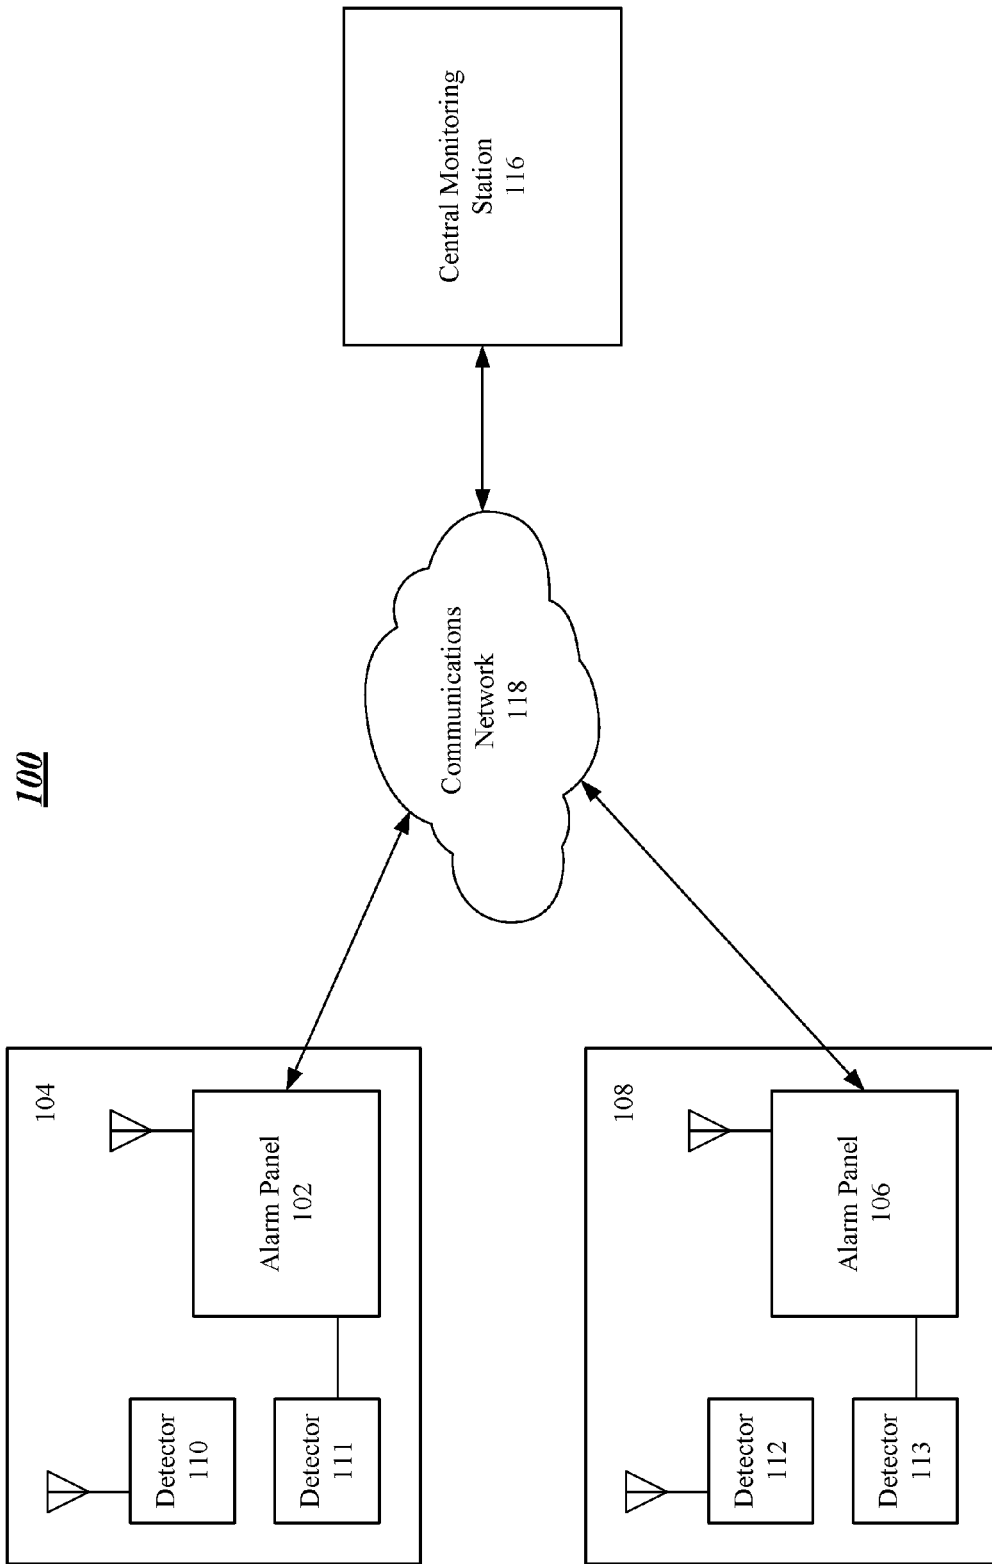 100
104
Alarm Panel
102
Detector
110
Detector
111
Communications
Network
118
Central Monitoring
Station
116
108
Alarm Panel
106
Detector
112
Detector
113